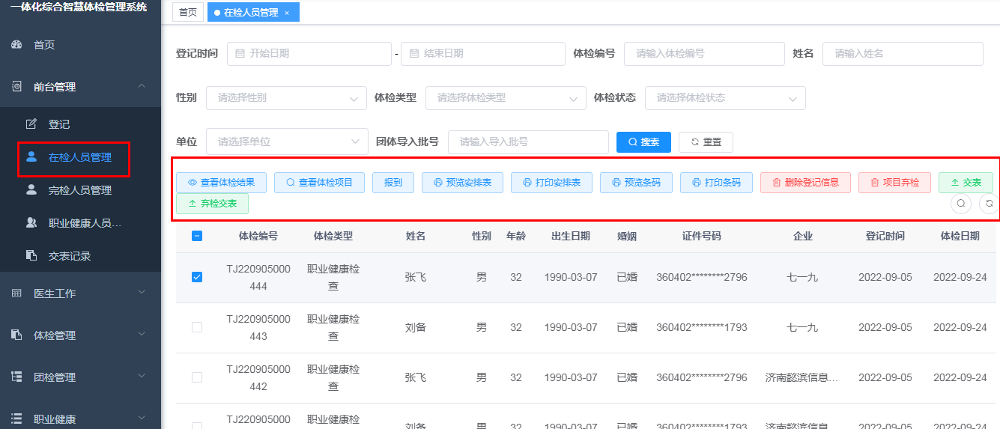 一体化综合智慧体检管理系统
首页
前台管理
登记
在检人员管理
完检人员管理
职业健康人员...
交表记录
医生工作
体检管理
团检管理
职业健康
首页 在检人员管理 ×
登记时间 开始日期 - 结束日期 体检编号 请输入体检编号 姓名 请输入姓名
性别 请选择性别 体检类型 请选择体检类型 体检状态 请选择体检状态
单位 请选择单位 团体导入批号 请输入导入批号 搜索 重置
查看体检结果 查看体检项目 报到 预览安排表 打印安排表 预览条码 打印条码 删除登记信息 项目弃检 交表
弃检交表
体检编号 体检类型 姓名 性别 年龄 出生日期 婚姻 证件号码 企业 登记时间 体检日期
TJ220905000 职业健康检
444 查 张飞 男 32 1990-03-07 已婚 360402********2796 七一九 2022-09-05 2022-09-24
TJ220905000 职业健康检
443 查 刘备 男 32 1990-03-07 已婚 360402********1793 七一九 2022-09-05 2022-09-24
TJ220905000 职业健康检
442 查 张飞 男 32 1990-03-07 已婚 360402********2796 济南懿滨信息... 2022-09-05 2022-09-24
TJ220905000 职业健康检
刘备 男 32 1990-03-07 已婚 360402********1793 济南懿滨信息... 2022-09-05 2022-09-24